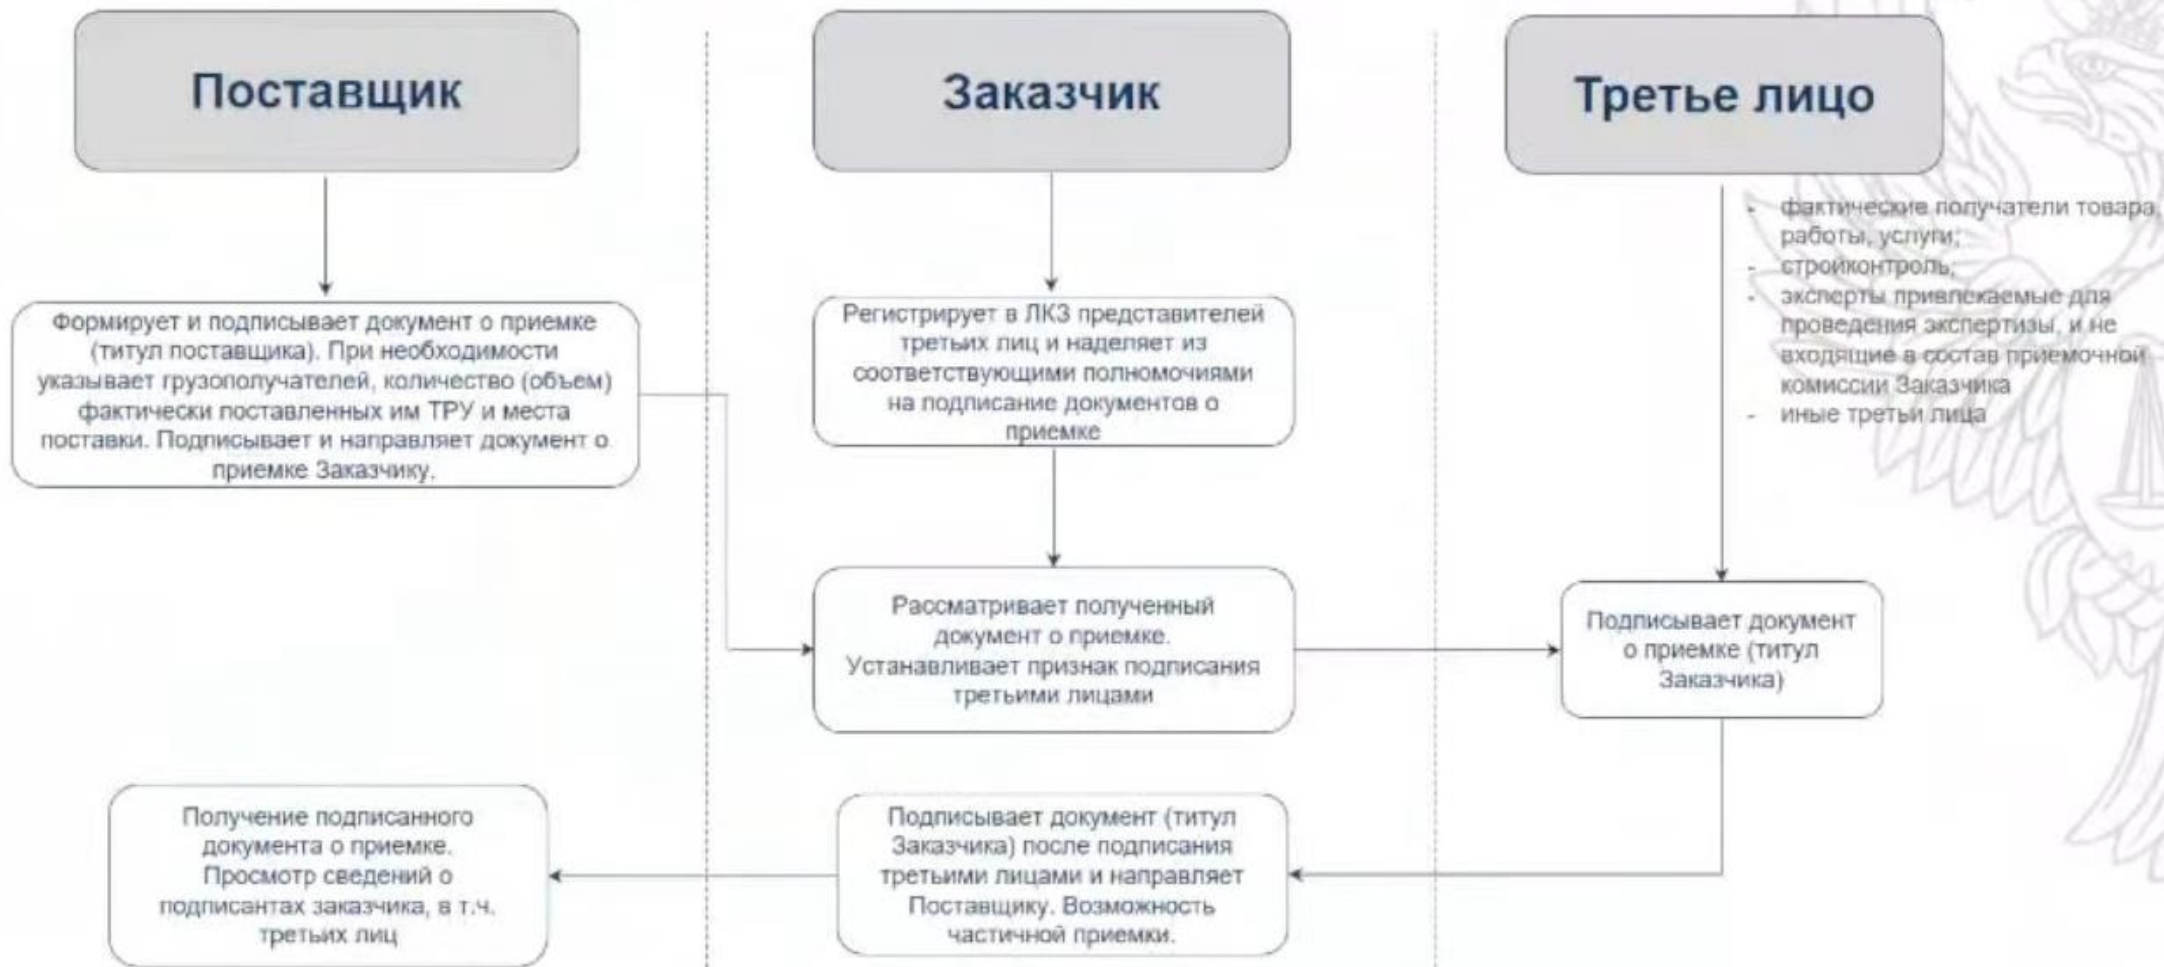 Поставщик
Заказчик
Третье лицо
- фактические получатели товара,
работы, услуги;
- стройконтроль;
- эксперты привлекаемые для
проведения экспертизы, и не
входящие в состав приемочной
комиссии Заказчика
- иные третьи лица
Формирует и подписывает документ о приемке
(титул поставщика). При необходимости
указывает грузополучателей, количество (объем)
фактически поставленных им ТРУ и места
поставки. Подписывает и направляет документ о
приемке Заказчику.
Регистрирует в ЛКЗ представителей
третьих лиц и наделяет из
соответствующими полномочиями
на подписание документов о
приемке
Рассматривает полученный
документ о приемке.
Устанавливает признак подписания
третьими лицами
Подписывает документ
о приемке (титул
Заказчика)
Получение подписанного
документа о приемке.
Просмотр сведений о
подписантах заказчика, в т.ч.
третьих лиц
Подписывает документ (титул
Заказчика) после подписания
третьими лицами и направляет
Поставщику. Возможность
частичной приемки.